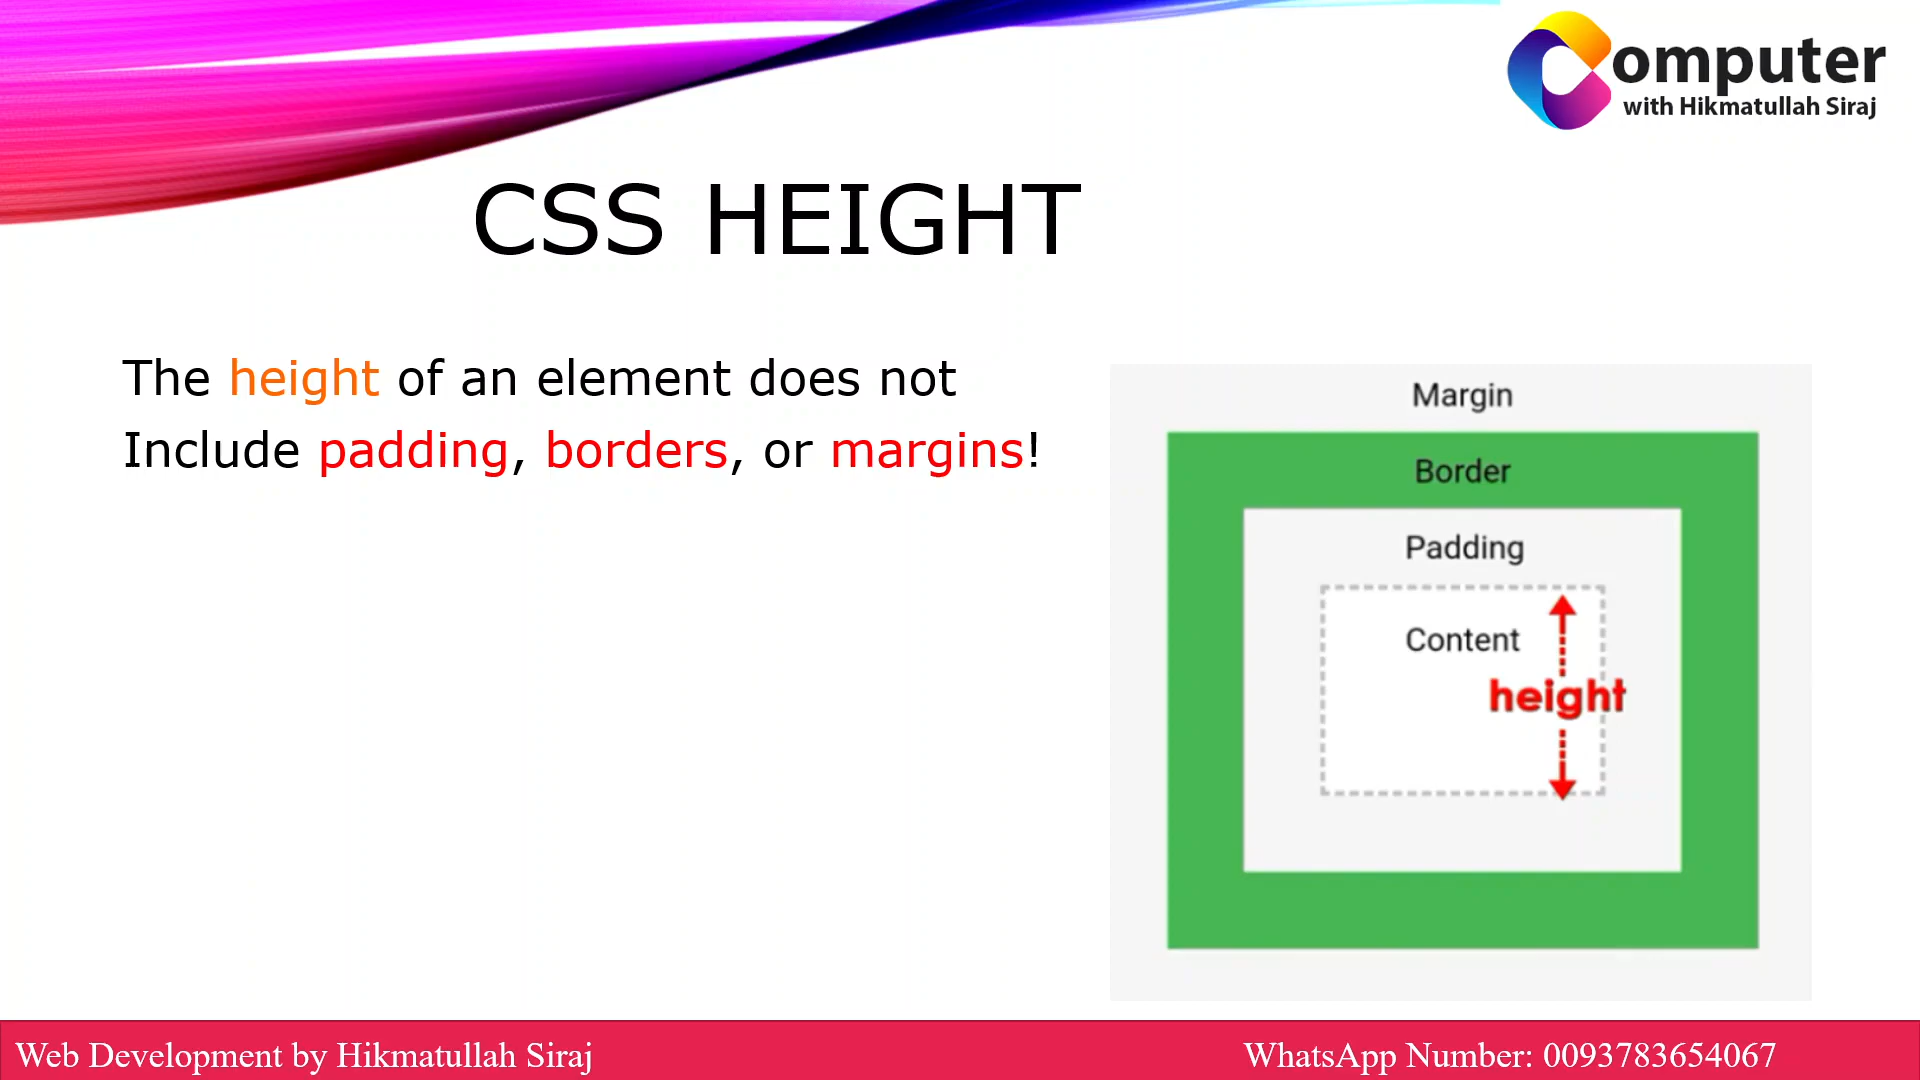 Computer
with Hikmatullah Siraj
CSS HEIGHT
The height of an element does not
Include padding, borders, or margins!
Margin
Border
Padding
Content
height
Web Development by Hikmatullah Siraj
WhatsApp Number: 0093783654067